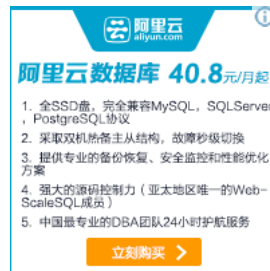 阿里云
aliyun.com
阿里云数据库 40.8元/月起
1. 全SSD盘，完全兼容MySQL，SQLServer
，PostgreSQL协议
2. 采取双机热备主从结构，故障秒级切换
3. 提供专业的备份恢复、安全监控和性能优化
方案
4. 强大的源码控制力（亚太地区唯一的Web-
ScaleSQL成员）
5. 中国最专业的DBA团队24小时护航服务
立刻购买